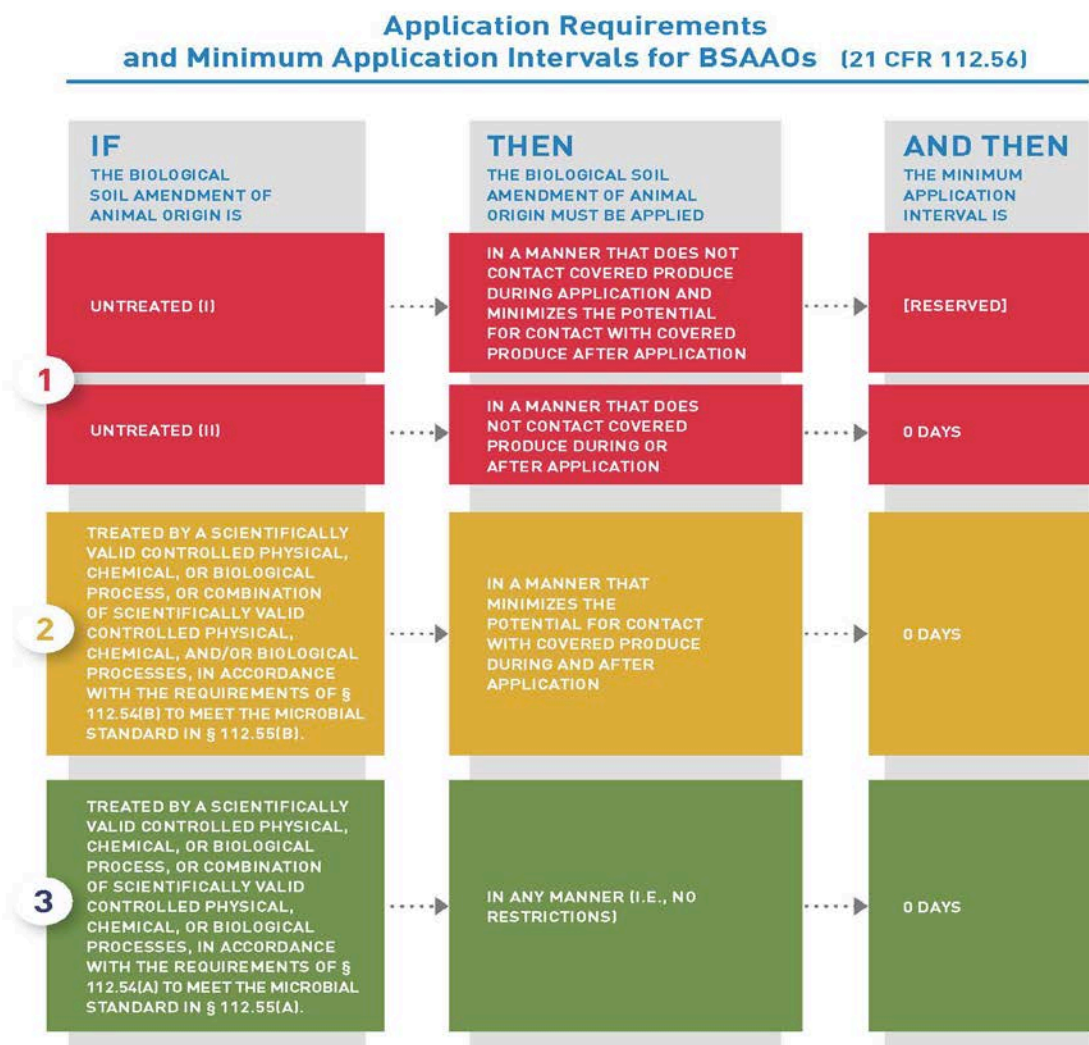 Application Requirements
and Minimum Application Intervals for BSAAOs (21 CFR 112.56)
IF
THE BIOLOGICAL
SOIL AMENDMENT OF
ANIMAL ORIGIN IS
THEN
THE BIOLOGICAL SOIL
AMENDMENT OF ANIMAL
ORIGIN MUST BE APPLIED
AND THEN
THE MINIMUM
APPLICATION
INTERVAL IS
1
UNTREATED (I)
IN A MANNER THAT DOES NOT
CONTACT COVERED PRODUCE
DURING APPLICATION AND
MINIMIZES THE POTENTIAL
FOR CONTACT WITH COVERED
PRODUCE AFTER APPLICATION
[RESERVED]
UNTREATED (II)
IN A MANNER THAT DOES
NOT CONTACT COVERED
PRODUCE DURING OR
AFTER APPLICATION
0 DAYS
2
TREATED BY A SCIENTIFICALLY
VALID CONTROLLED PHYSICAL,
CHEMICAL, OR BIOLOGICAL
PROCESS, OR COMBINATION
OF SCIENTIFICALLY VALID
CONTROLLED PHYSICAL,
CHEMICAL, AND/OR BIOLOGICAL
PROCESSES, IN ACCORDANCE
WITH THE REQUIREMENTS OF §
112.54(B) TO MEET THE MICROBIAL
STANDARD IN § 112.55(B).
IN A MANNER THAT
MINIMIZES THE
POTENTIAL FOR CONTACT
WITH COVERED PRODUCE
DURING AND AFTER
APPLICATION
0 DAYS
3
TREATED BY A SCIENTIFICALLY
VALID CONTROLLED PHYSICAL,
CHEMICAL, OR BIOLOGICAL
PROCESS, OR COMBINATION
OF SCIENTIFICALLY VALID
CONTROLLED PHYSICAL,
CHEMICAL, OR BIOLOGICAL
PROCESSES, IN ACCORDANCE
WITH THE REQUIREMENTS OF §
112.54(A) TO MEET THE MICROBIAL
STANDARD IN § 112.55(A).
IN ANY MANNER (I.E., NO
RESTRICTIONS)
0 DAYS